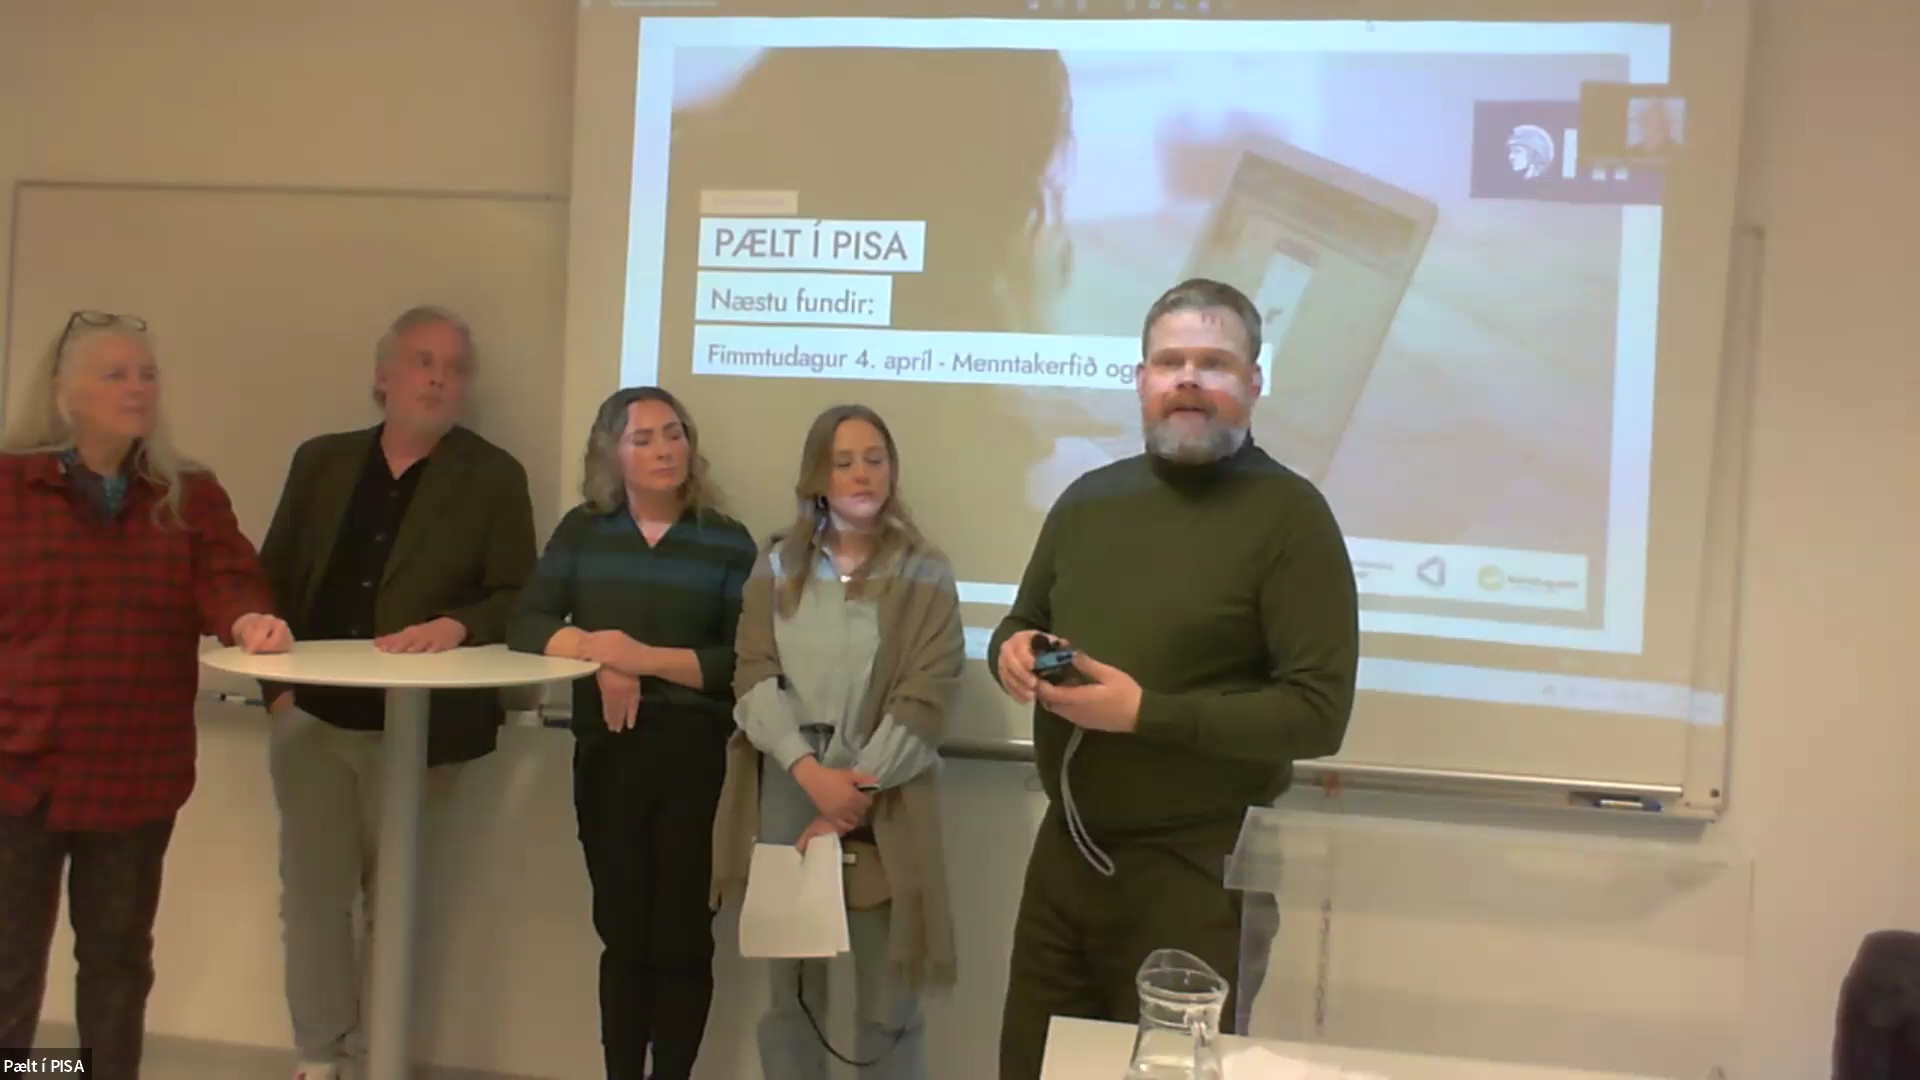 PÆLT Í PISA
Næstu fundir:
Fimmtudagur 4. apríl - Menntakerfið og
Pælt í PISA